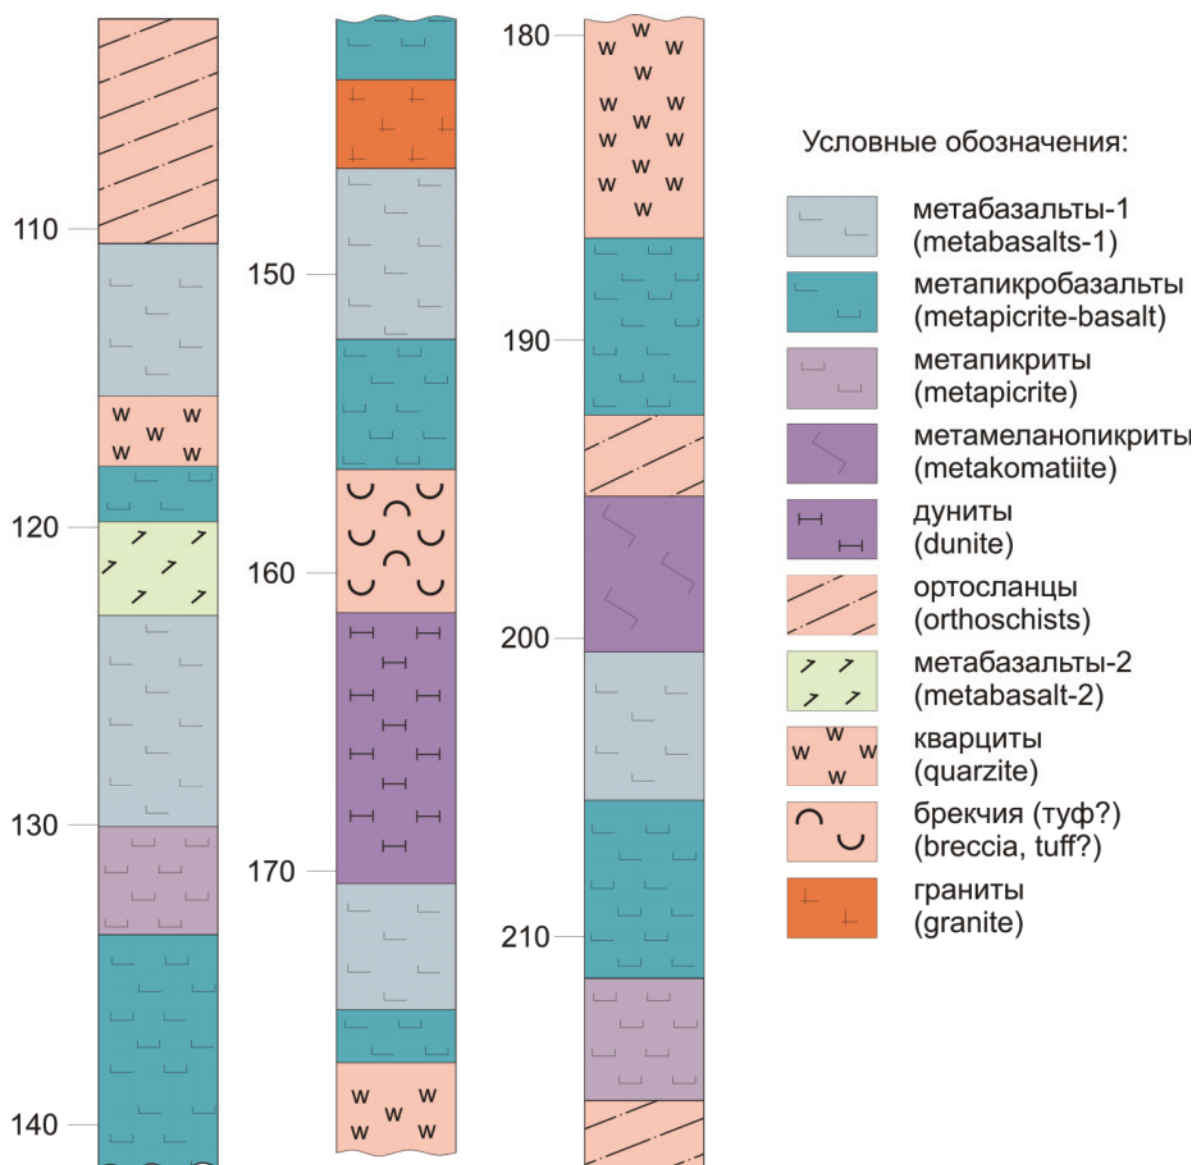 110
120
130
140
150
160
170
180
190
200
210
Условные обозначения:
метабазальты-1
(metabasalts-1)
метапикробазальты
(metapicrite-basalt)
метапикриты
(metapicrite)
метамеланопикриты
(metakomatiite)
дуниты
(dunite)
ортосланцы
(orthoschists)
метабазальты-2
(metabasalt-2)
кварциты
(quarzite)
брекчия (туф?)
(breccia, tuff?)
граниты
(granite)